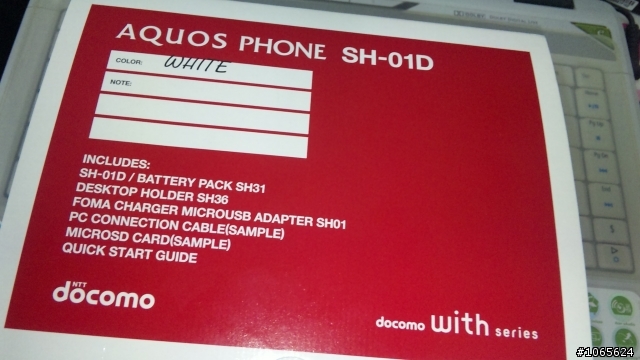 AQUOS PHONE SH-01D
COLOR: WHITE
NOTE:
INCLUDES:
SH-01D / BATTERY PACK SH31
DESKTOP HOLDER SH36
FOMA CHARGER MICROUSB ADAPTER SH01
PC CONNECTION CABLE(SAMPLE)
MICROSD CARD(SAMPLE)
QUICK START GUIDE
NTT
docomo
docomo with series
#1065624